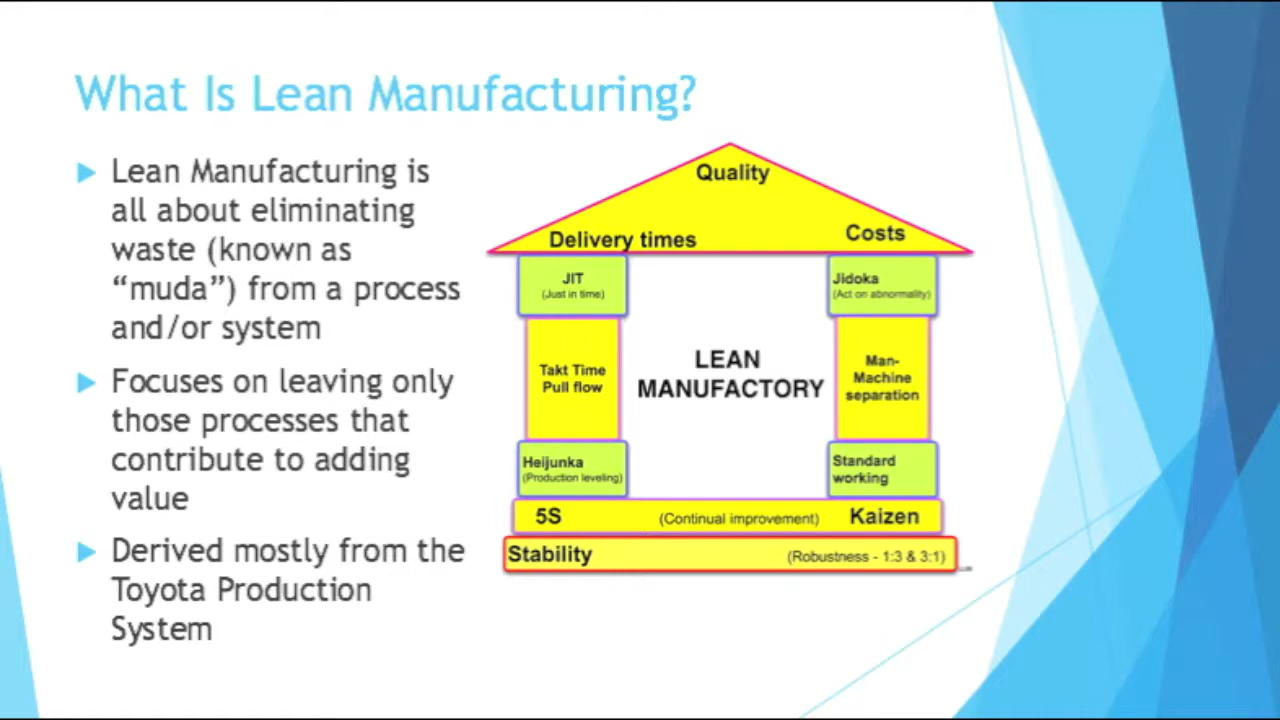 What Is Lean Manufacturing?
Lean Manufacturing is
all about eliminating
waste (known as
“muda”) from a process
and/or system
Focuses on leaving only
those processes that
contribute to adding
value
Derived mostly from the
Toyota Production
System
Quality
Delivery times
Costs
JIT
(Just in time)
Jidoka
(Act on abnormality)
Takt Time
Pull flow
LEAN
MANUFACTORY
Man-
Machine
separation
Heijunka
(Production leveling)
Standard
working
5S (Continual improvement) Kaizen
Stability (Robustness - 1:3 & 3:1)